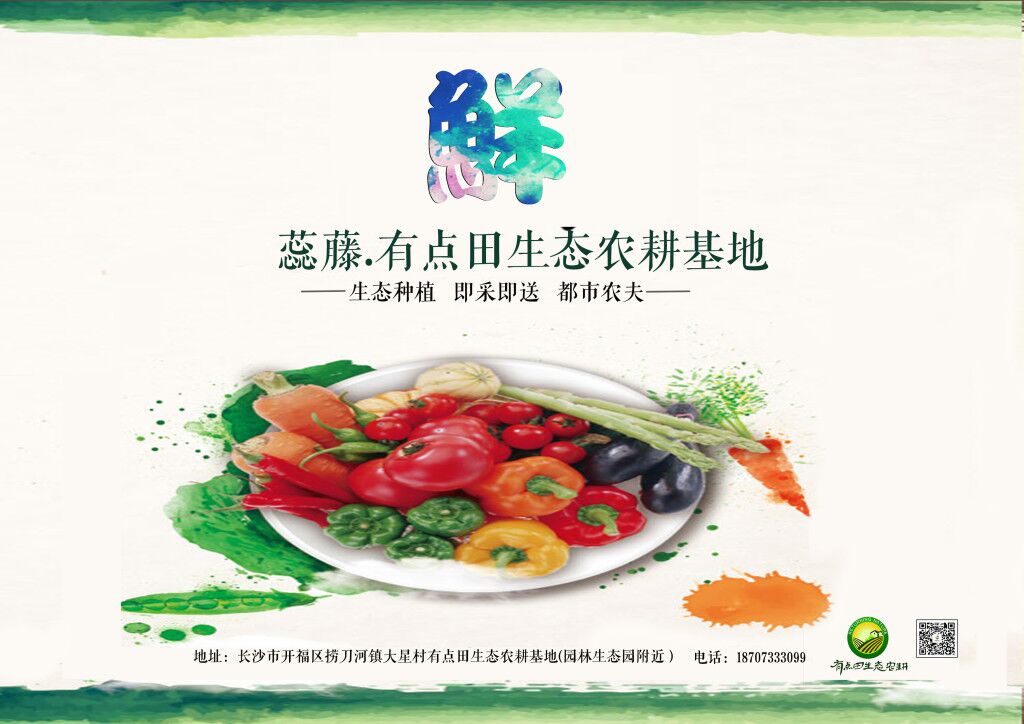 鮮
蕊藤.有点田生态农耕基地
——生态种植 即采即送 都市农夫——
地址：长沙市开福区捞刀河镇大星村有点田生态农耕基地(园林生态园附近） 电话：18707333099
有点田生态农耕